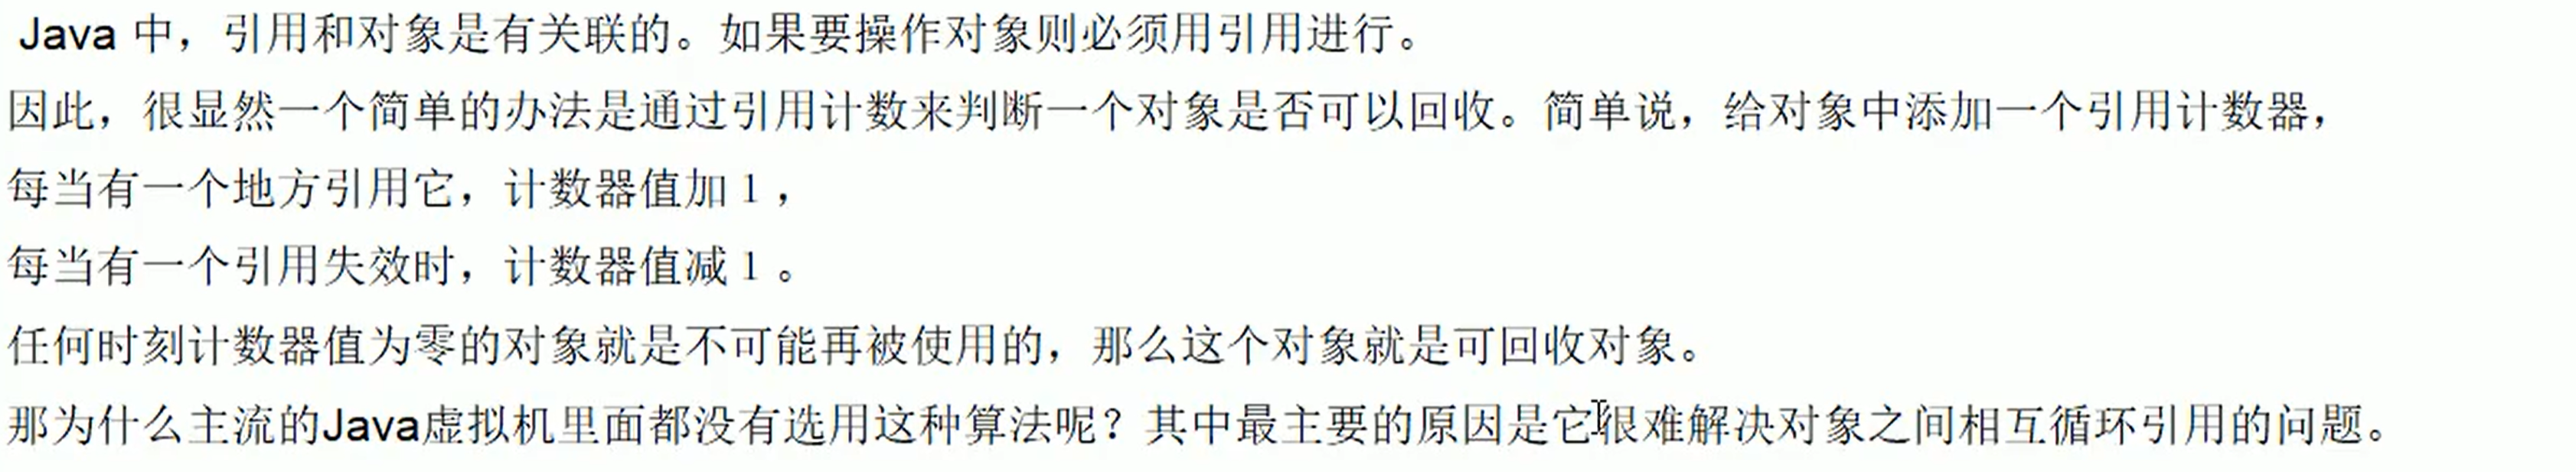 Java 中，引用和对象是有关联的。如果要操作对象则必须用引用进行。
因此，很显然一个简单的办法是通过引用计数来判断一个对象是否可以回收。简单说，给对象中添加一个引用计数器，
每当有一个地方引用它，计数器值加1，
每当有一个引用失效时，计数器值减1。
任何时刻计数器值为零的对象就是不可能再被使用的，那么这个对象就是可回收对象。
那为什么主流的Java虚拟机里面都没有选用这种算法呢？其中最主要的原因是它很难解决对象之间相互循环引用的问题。